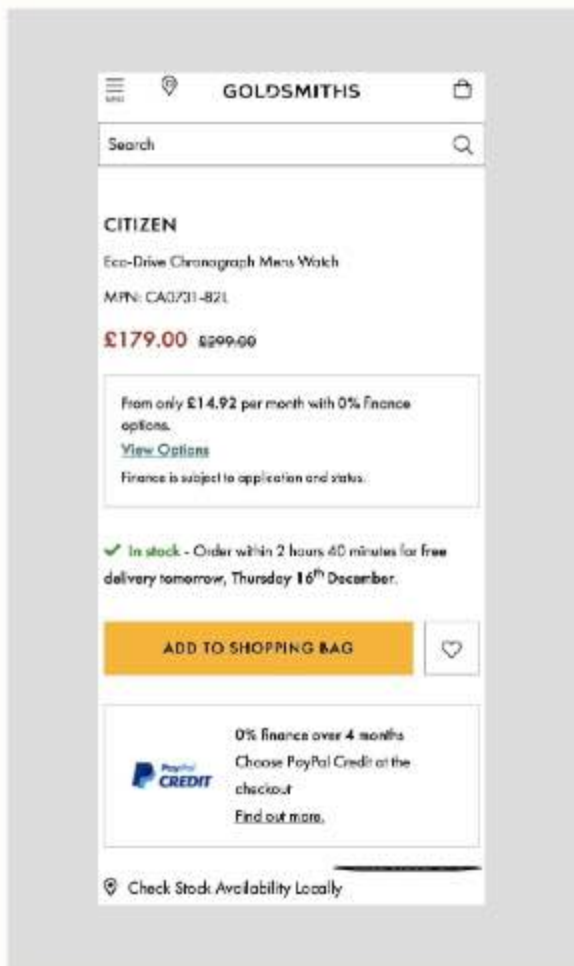 MENU
GOLDSMITHS
Search
CITIZEN
Eco-Drive Chronograph Mens Watch
MPN: CA0731-82L
£179.00 £299.00
From only £14.92 per month with 0% finance
options.
View Options
Finance is subject to application and status.
In stock - Order within 2 hours 40 minutes for free
delivery tomorrow, Thursday 16th December.
ADD TO SHOPPING BAG
PayPal
CREDIT
0% finance over 4 months
Choose PayPal Credit at the
checkout
Find out more.
Check Stock Availability Locally